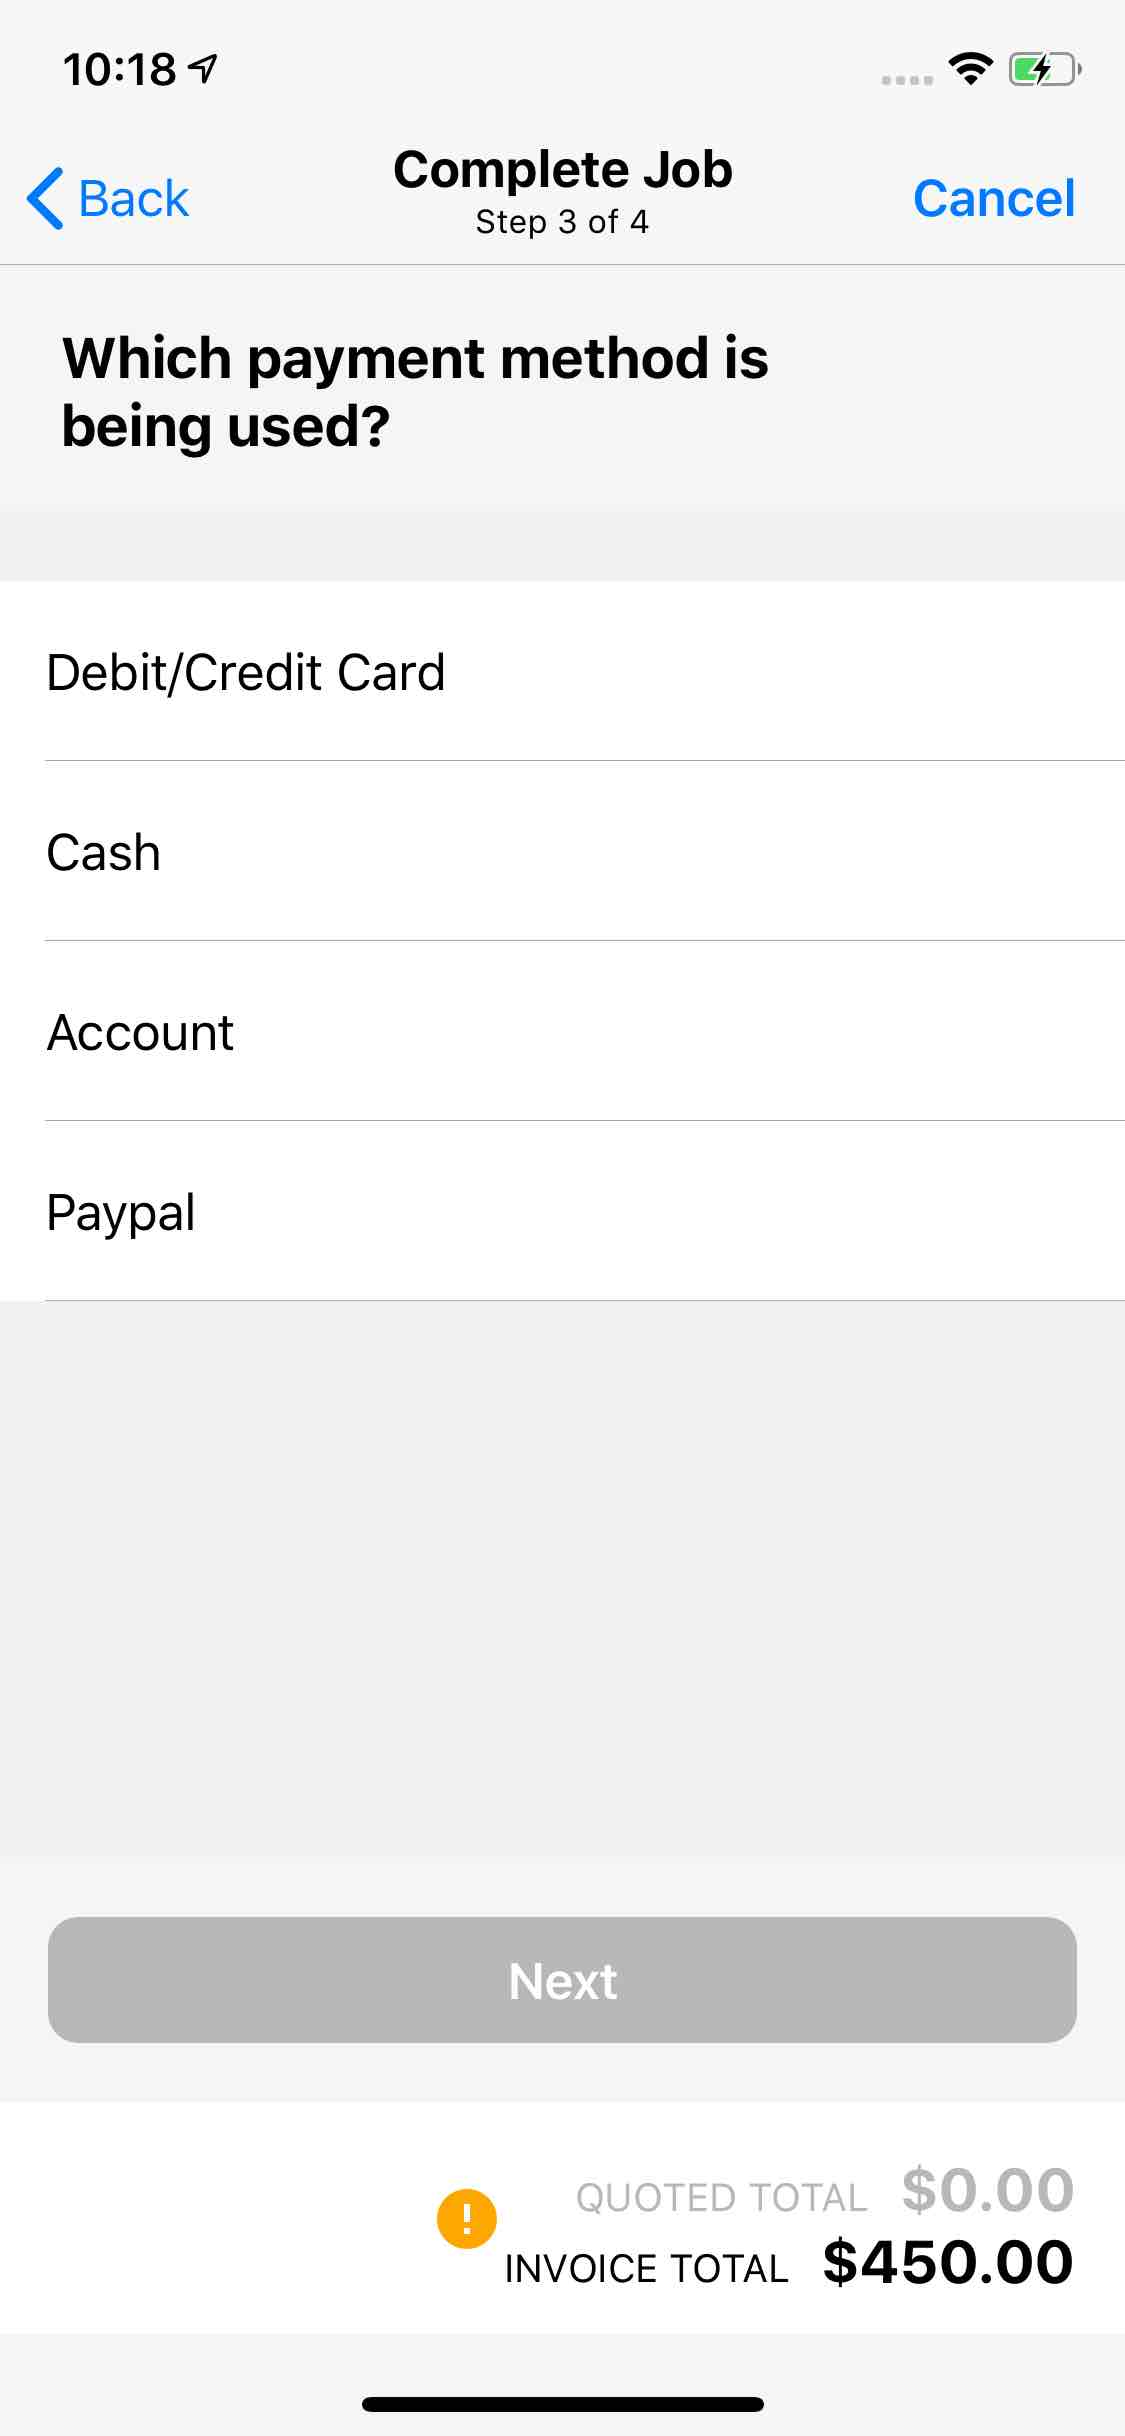 10:18
Back
Complete Job
Step 3 of 4
Cancel
Which payment method is
being used?
Debit/Credit Card
Cash
Account
Paypal
Next
QUOTED TOTAL $0.00
! INVOICE TOTAL $450.00